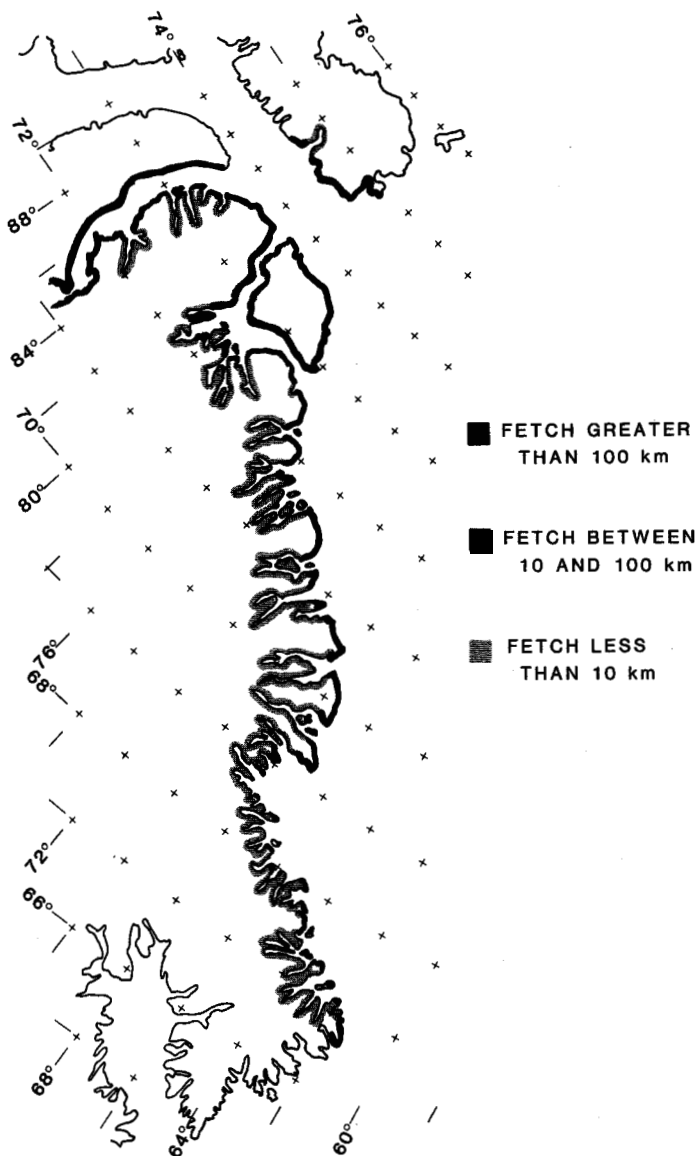 74°
76°
72°
88°
84°
70°
80°
FETCH GREATER
THAN 100 km
FETCH BETWEEN
10 AND 100 km
FETCH LESS
THAN 10 km
76°
68°
72°
66°
68°
64°
60°